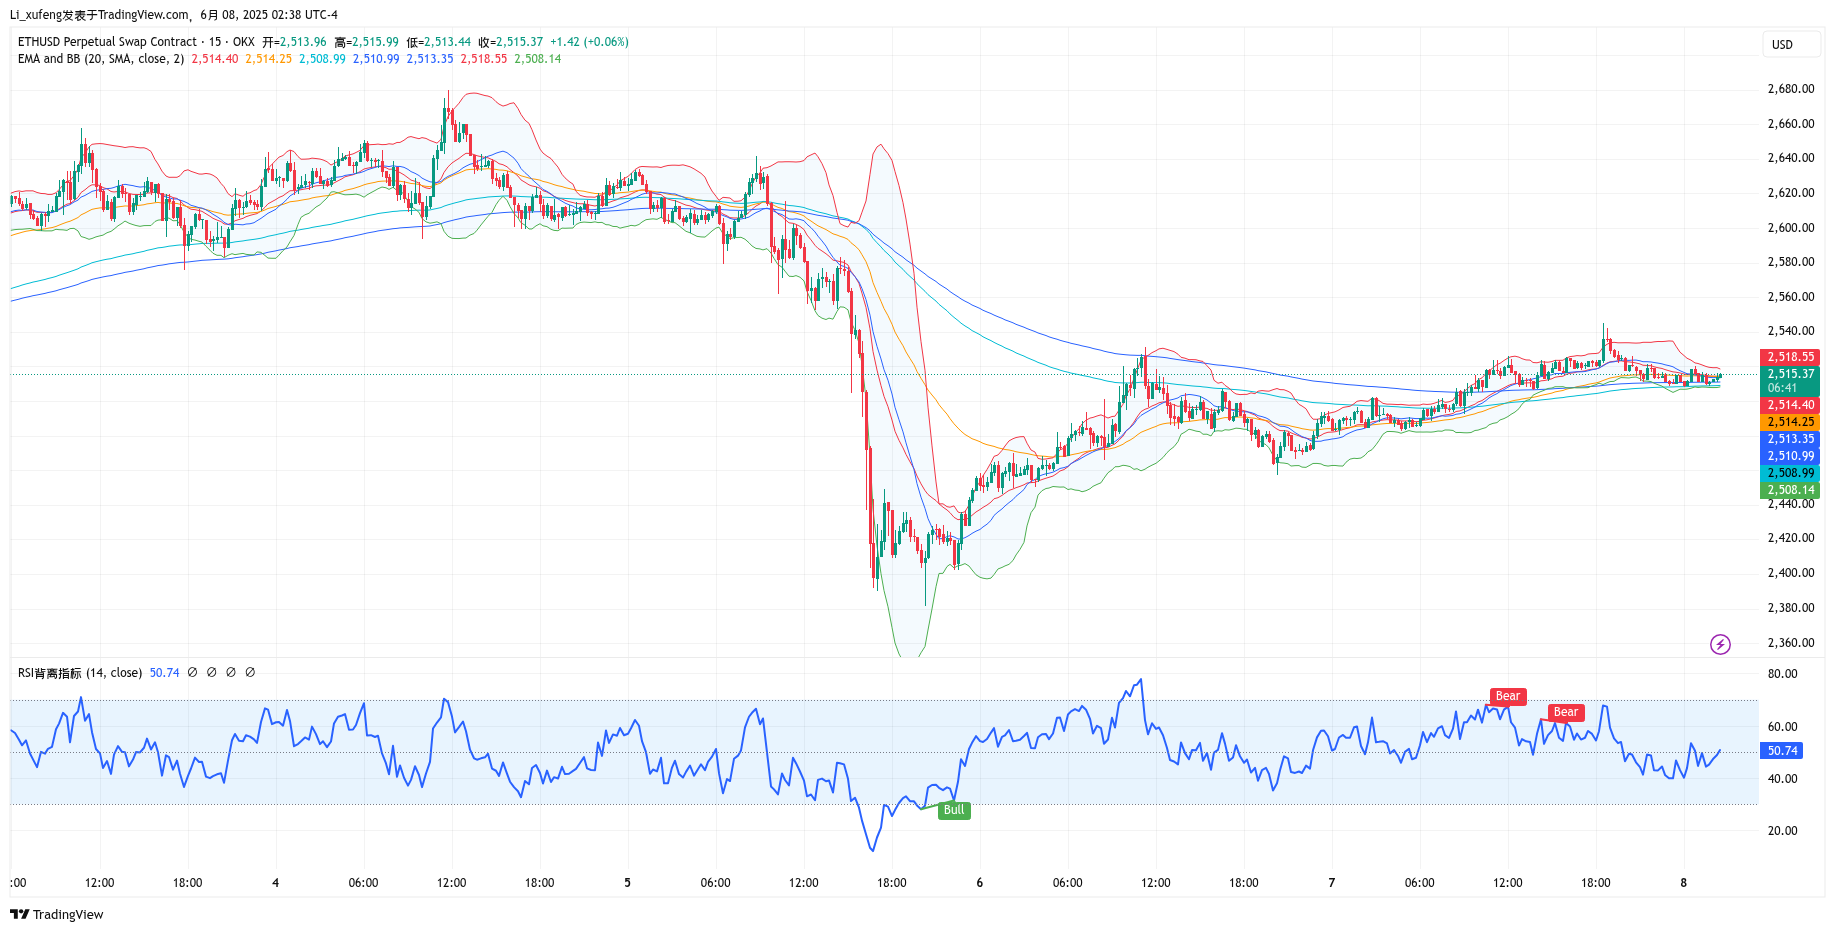 Li_xufeng发表于TradingView.com, 6月 08, 2025 02:38 UTC-4
ETHUSD Perpetual Swap Contract · 15 · OKX 开=2,513.96 高=2,515.99 低=2,513.44 收=2,515.37 +1.42 (+0.06%)
USD
EMA and BB (20, SMA, close, 2) 2,514.40 2,514.25 2,508.99 2,510.99 2,513.35 2,518.55 2,508.14
2,680.00
2,660.00
2,640.00
2,620.00
2,600.00
2,580.00
2,560.00
2,540.00
2,518.55
2,515.37
06:41
2,514.40
2,514.25
2,513.35
2,510.99
2,508.99
2,508.14
2,440.00
2,420.00
2,400.00
2,380.00
2,360.00
RSI背离指标 (14, close) 50.74 ∅ ∅ ∅ ∅
80.00
Bear
Bear
60.00
50.74
40.00
Bull
20.00
:00 12:00 18:00 4 06:00 12:00 18:00 5 06:00 12:00 18:00 6 06:00 12:00 18:00 7 06:00 12:00 18:00 8
TradingView